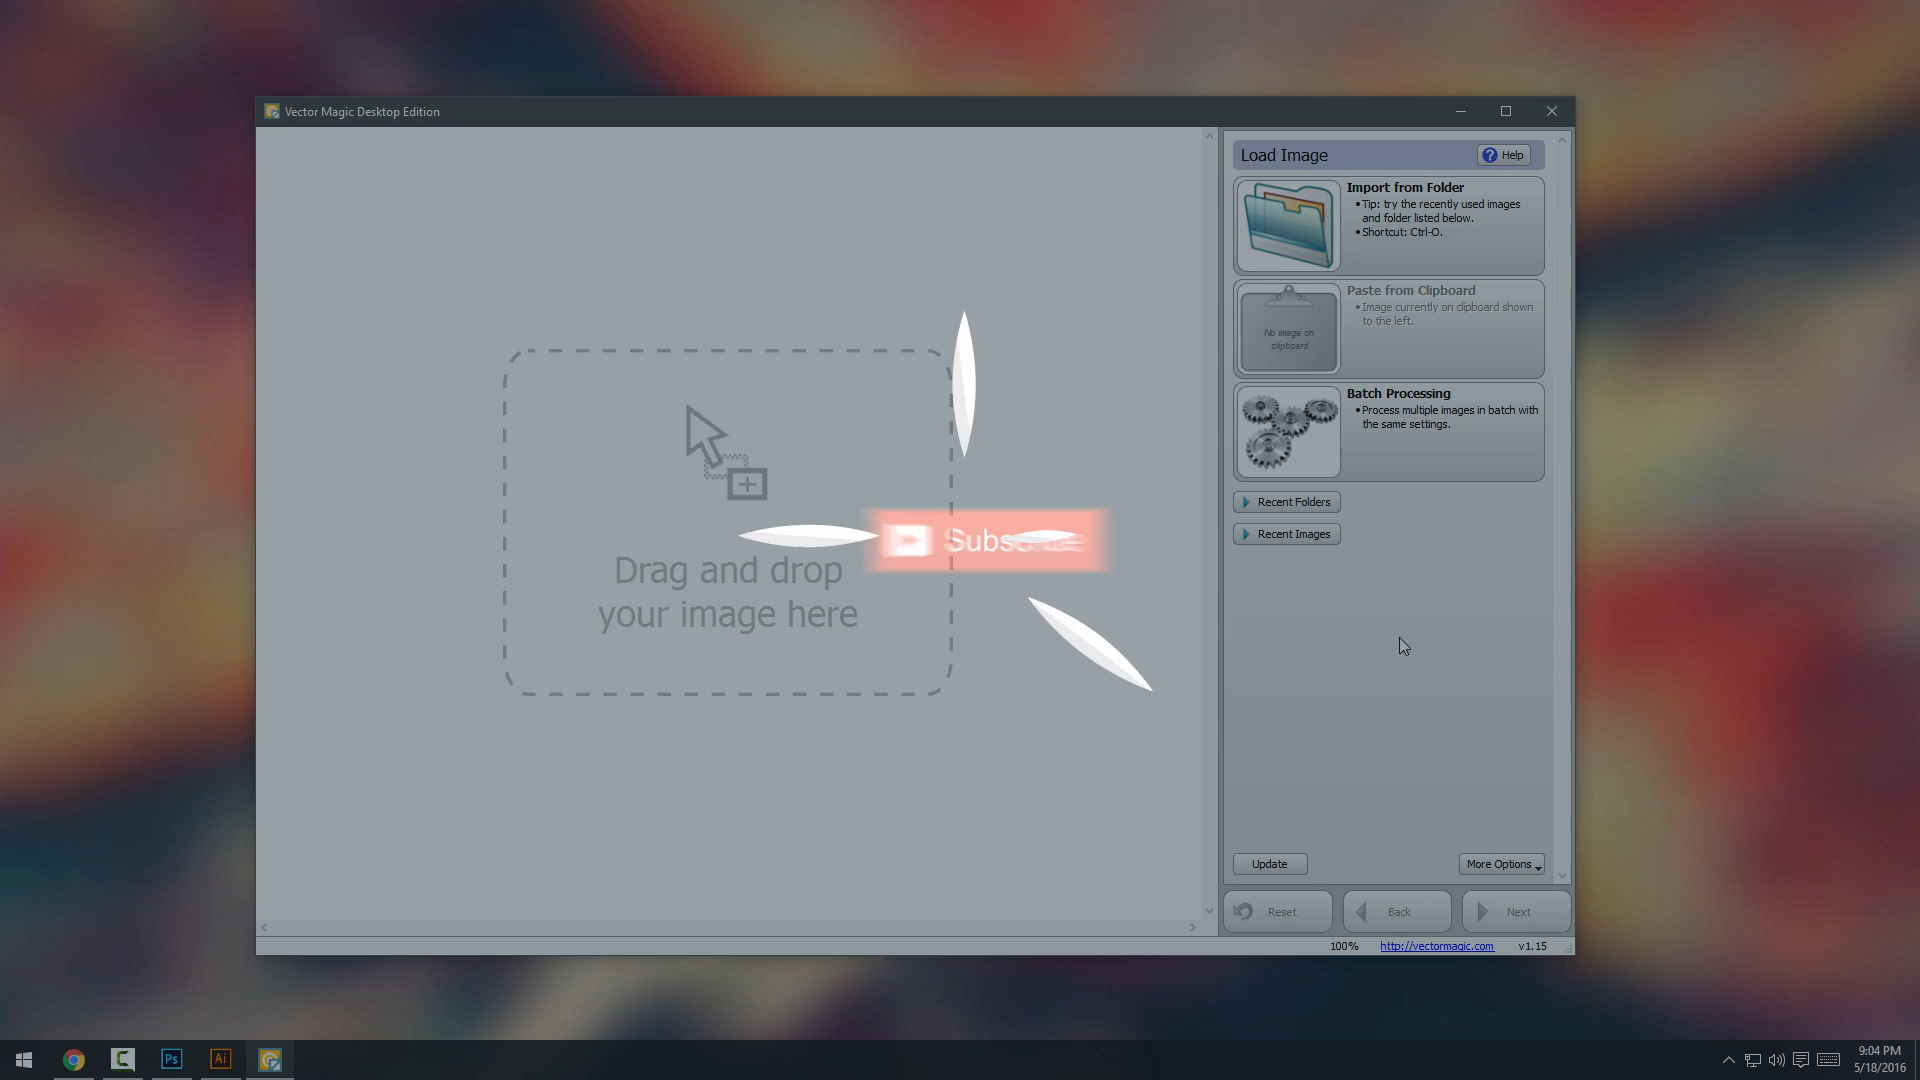 Vector Magic Desktop Edition
Load Image
Help
Import from Folder
•Tip: try the recently used images
and folder listed below.
•Shortcut: Ctrl-O.
Paste from Clipboard
•Image currently on clipboard shown
to the left.
No image on
clipboard
Batch Processing
•Process multiple images in batch with
the same settings.
Recent Folders
Recent Images
Drag and drop
your image here
Update
More Options
Reset
Back
Next
100%
http://vectormagic.com
v1.15
Ps
Ai
9:04 PM
5/18/2016